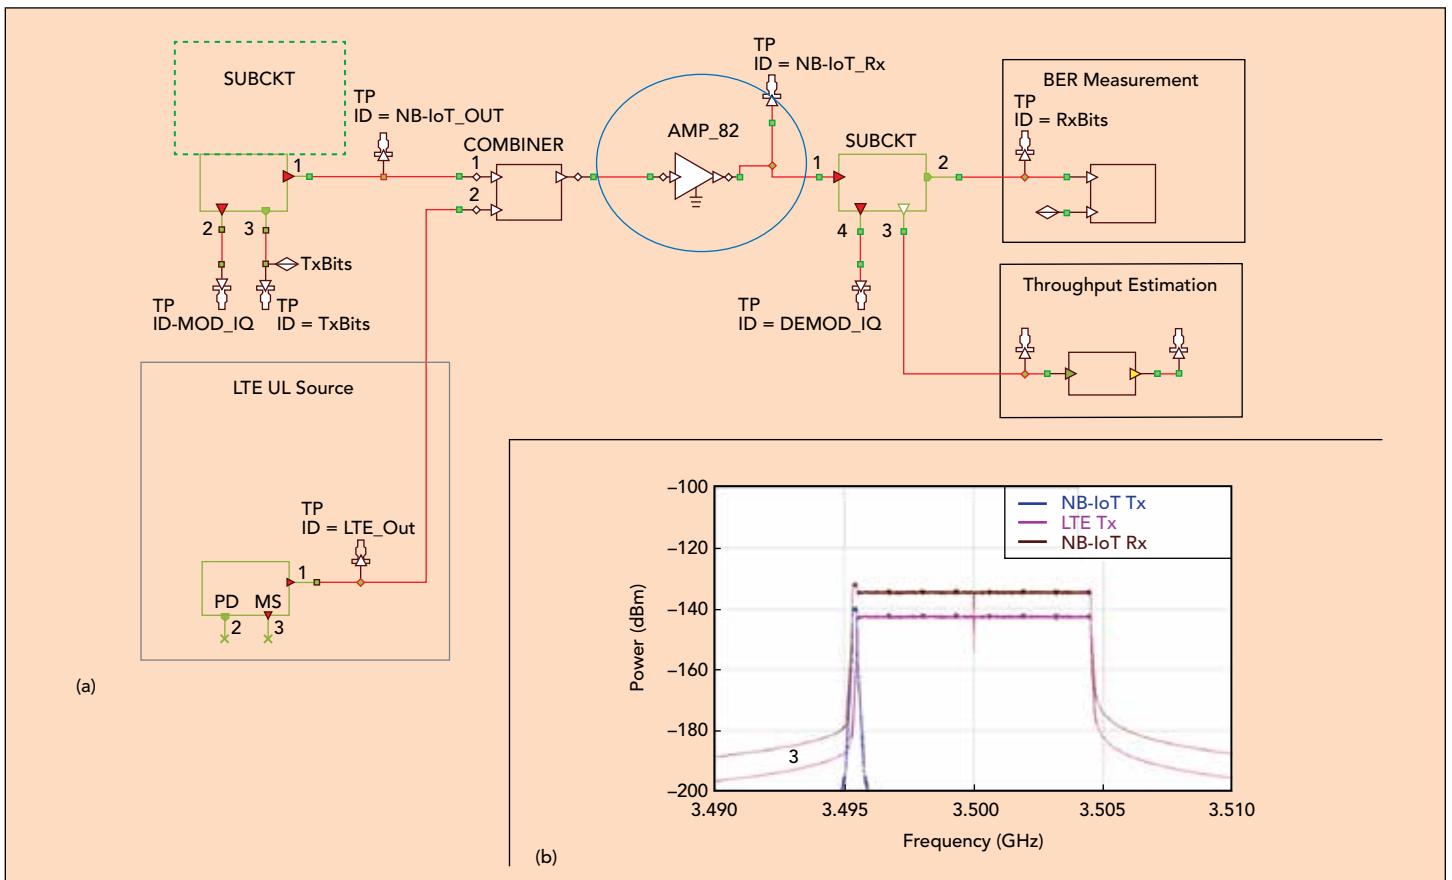 SUBCKT
TP
ID = NB-IoT_OUT
1
2
3
TxBits
TP
ID-MOD_IQ
TP
ID = TxBits
COMBINER
1
2
AMP_82
TP
ID = NB-IoT_Rx
SUBCKT
1
2
4
3
TP
ID = DEMOD_IQ
BER Measurement
TP
ID = RxBits
Throughput Estimation
LTE UL Source
TP
ID = LTE_Out
1
PD
MS
2
3
(a)
Power (dBm)
–100
–120
–140
–160
–180
–200
NB-IoT Tx
LTE Tx
NB-IoT Rx
3
3.490
3.495
3.500
3.505
3.510
Frequency (GHz)
(b)